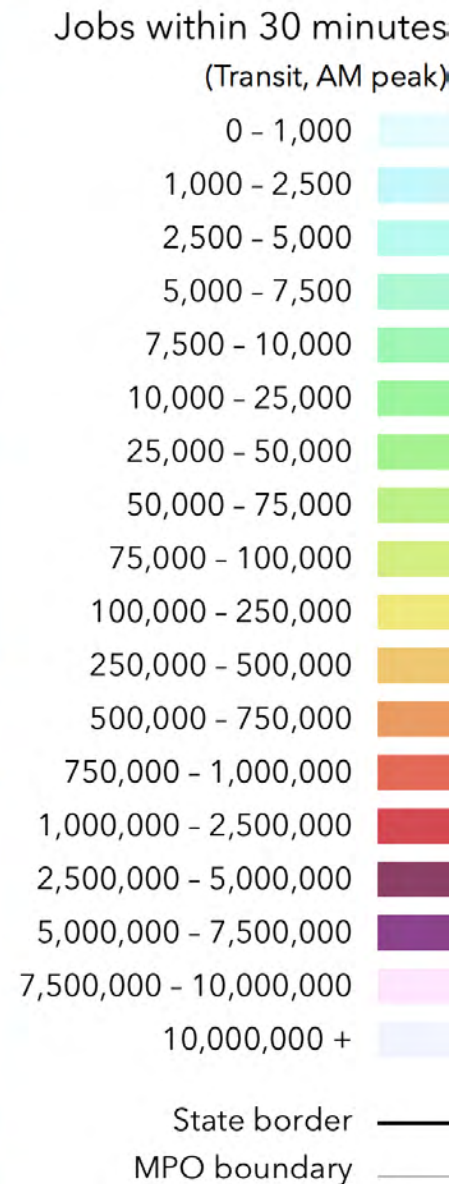 Jobs within 30 minutes
(Transit, AM peak)
0 – 1,000
1,000 – 2,500
2,500 – 5,000
5,000 – 7,500
7,500 – 10,000
10,000 – 25,000
25,000 – 50,000
50,000 – 75,000
75,000 – 100,000
100,000 – 250,000
250,000 – 500,000
500,000 – 750,000
750,000 – 1,000,000
1,000,000 – 2,500,000
2,500,000 – 5,000,000
5,000,000 – 7,500,000
7,500,000 – 10,000,000
10,000,000 +
State border
MPO boundary